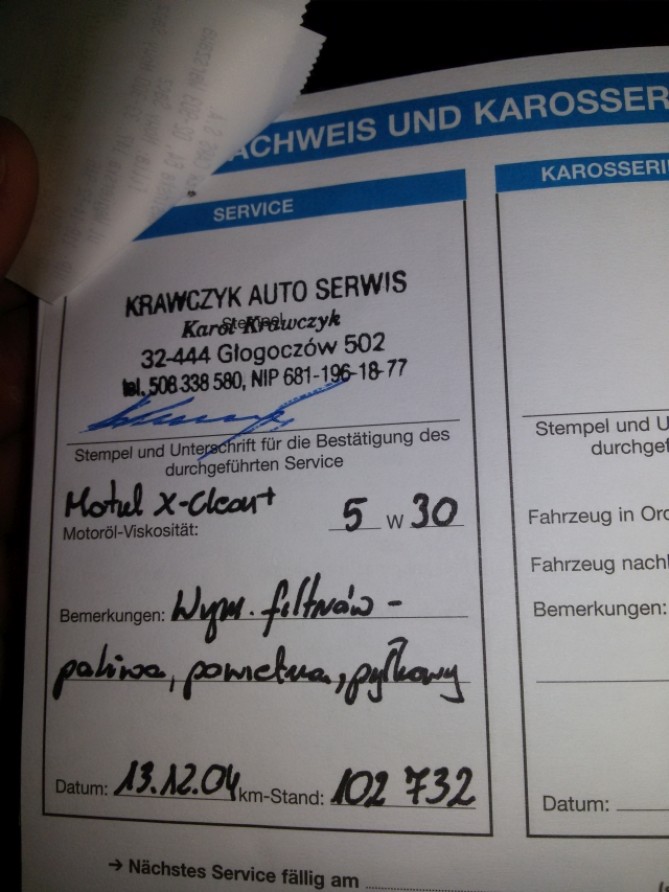 ACHWEIS UND KAROSSER
SERVICE
KRAWCZYK AUTO SERWIS
Stempel
Karol Krawczyk
32-444 Głogoczów 502
tel. 508 338 580, NIP 681-196-18-77
Stempel und Unterschrift für die Bestätigung des
durchgeführten Service
Motul X-Clean+ 5 W 30
Motoröl-Viskosität:
Bemerkungen: Wym. filtrów -
paliwa, powietrza, pyłkowy
Datum: 13.12.04 km-Stand: 102 732
→ Nächstes Service fällig am
KAROSSERI
Stempel und U
durchgef
Fahrzeug in Ord
Fahrzeug nach
Bemerkungen:
Datum: